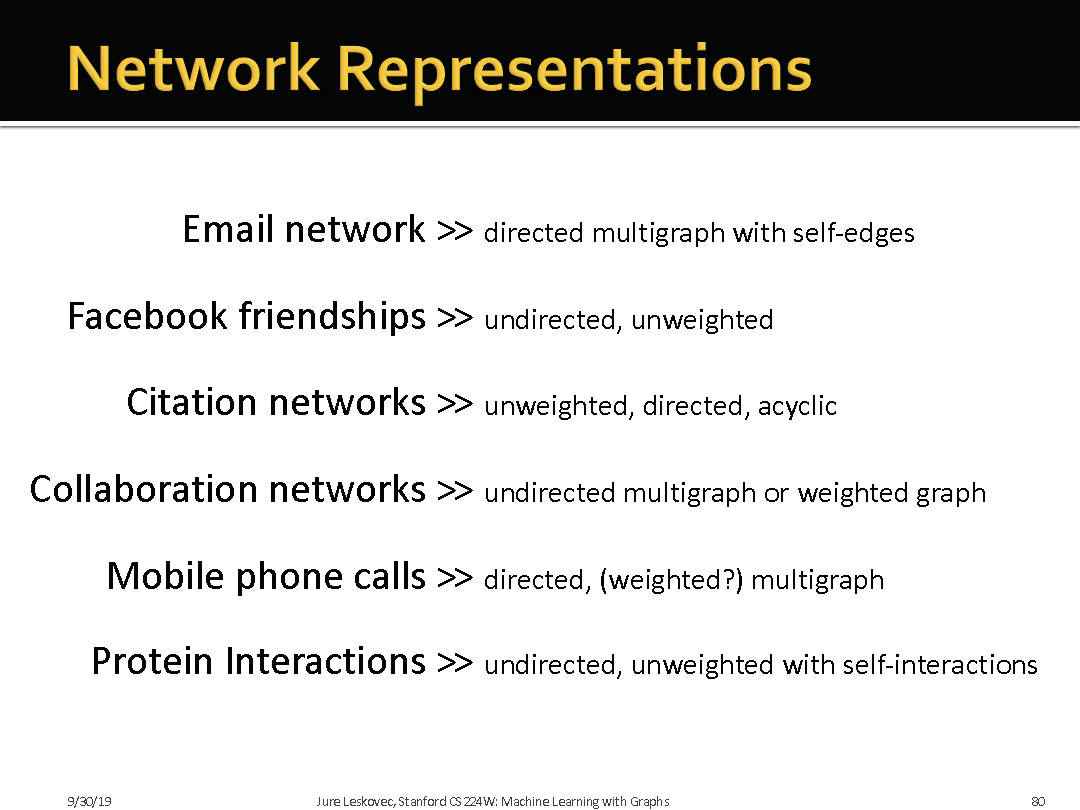 Network Representations
Email network >> directed multigraph with self-edges
Facebook friendships >> undirected, unweighted
Citation networks >> unweighted, directed, acyclic
Collaboration networks >> undirected multigraph or weighted graph
Mobile phone calls >> directed, (weighted?) multigraph
Protein Interactions >> undirected, unweighted with self-interactions
9/30/19 Jure Leskovec, Stanford CS224W: Machine Learning with Graphs 80